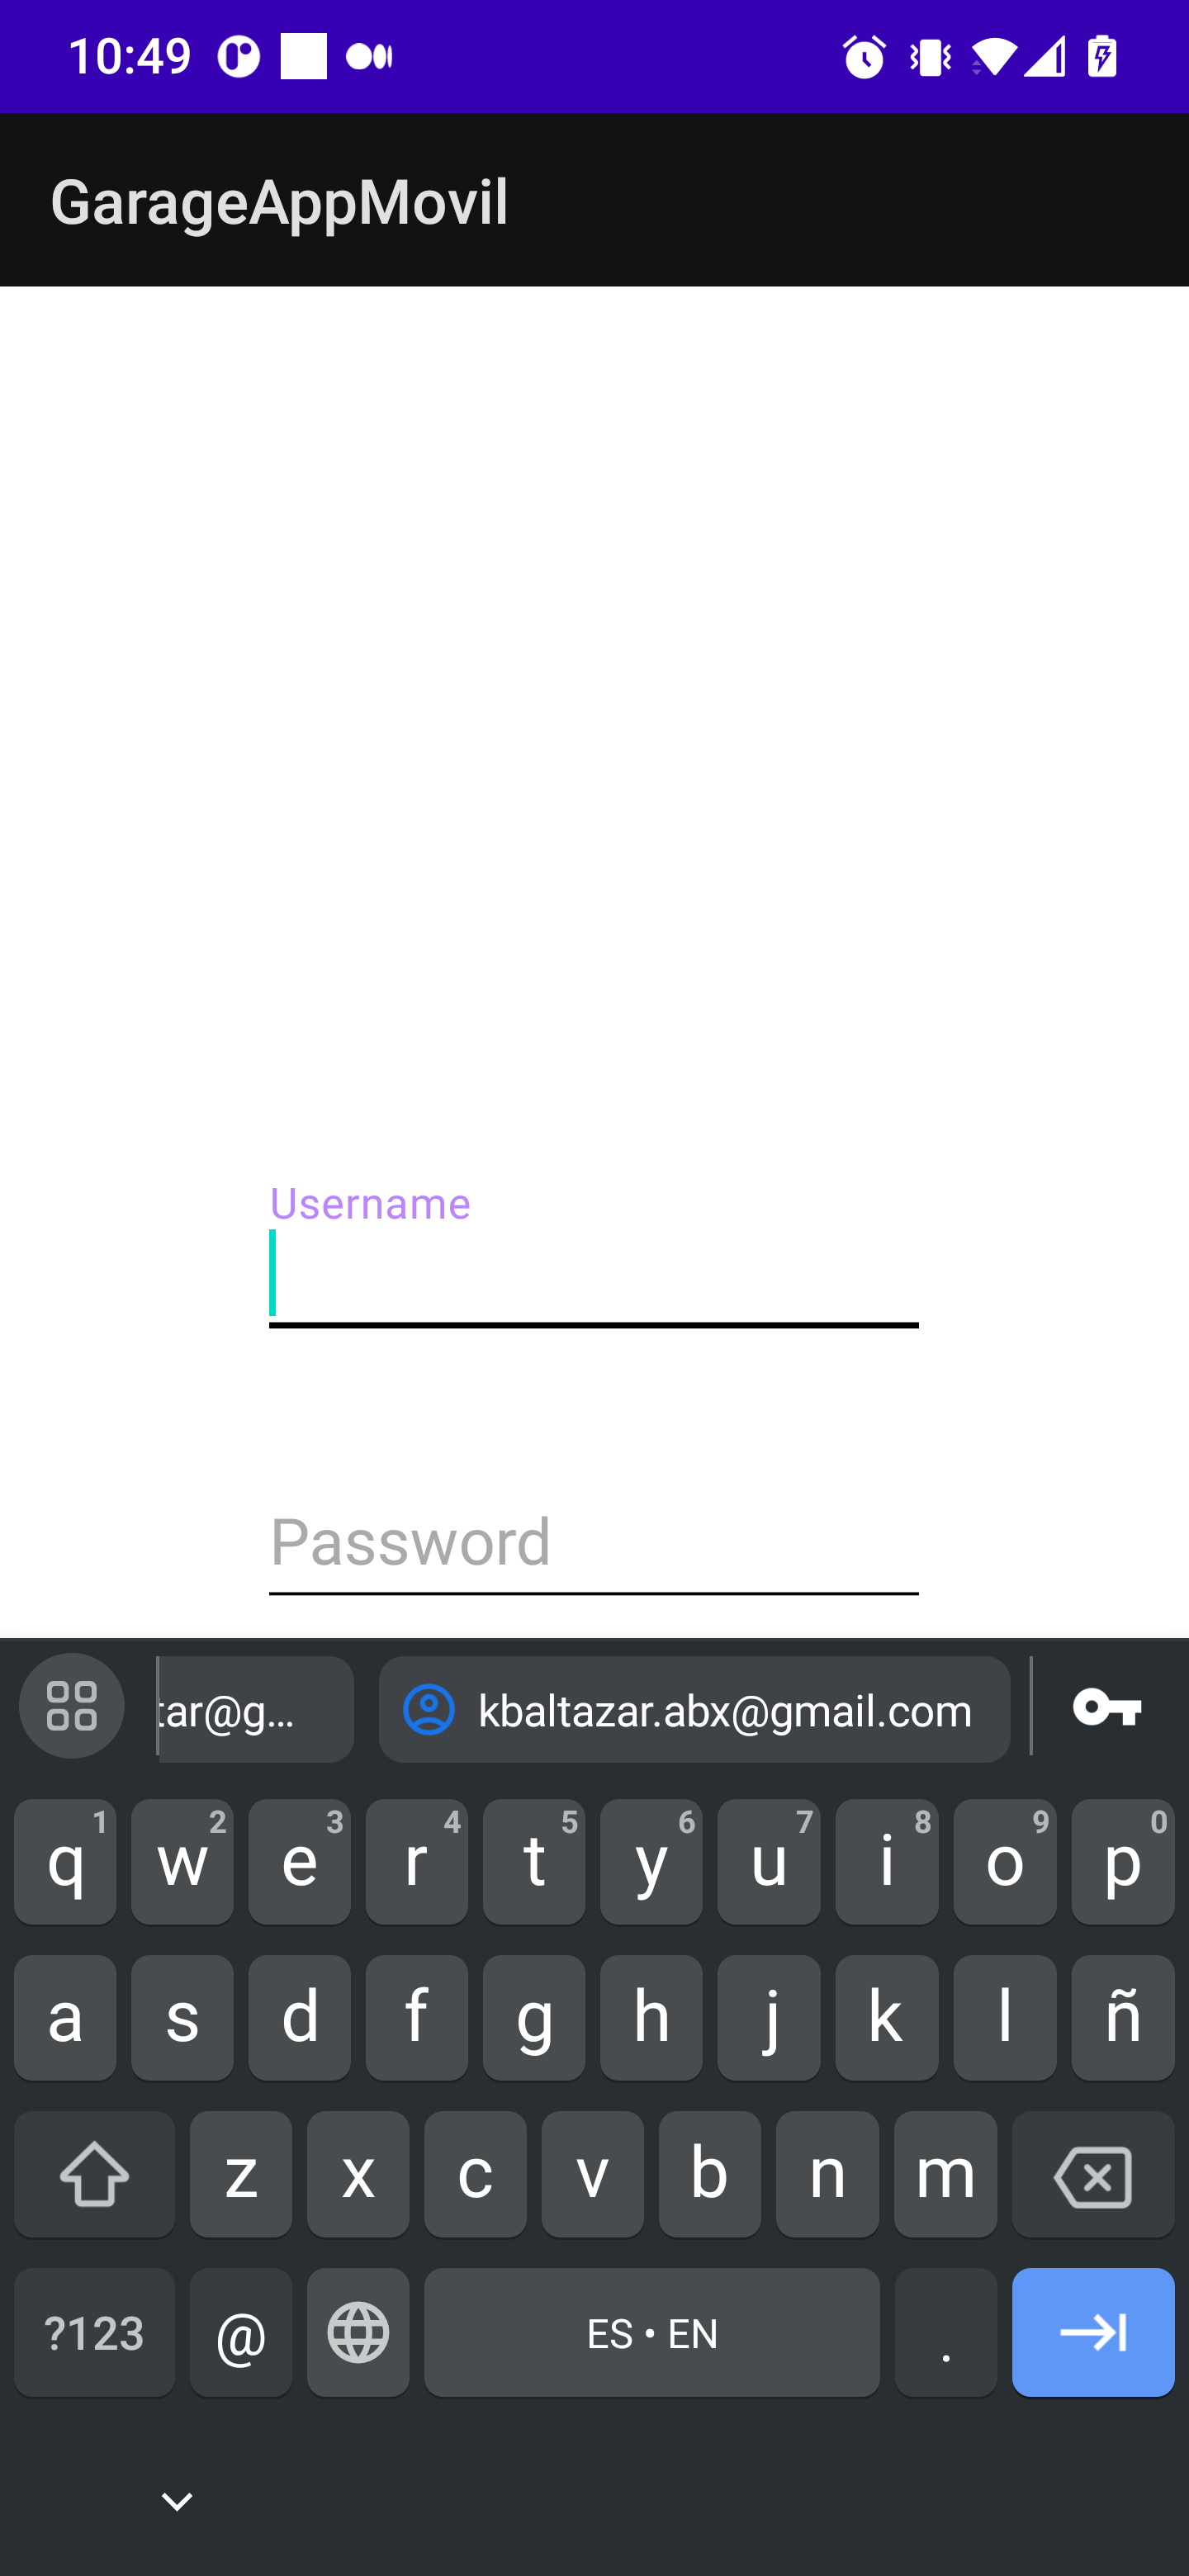 10:49
GarageAppMovil
Username
Password
tar@g...
kbaltazar.abx@gmail.com
1 2 3 4 5 6 7 8 9 0
q w e r t y u i o p
a s d f g h j k l ñ
z x c v b n m
?123 @ ES • EN .